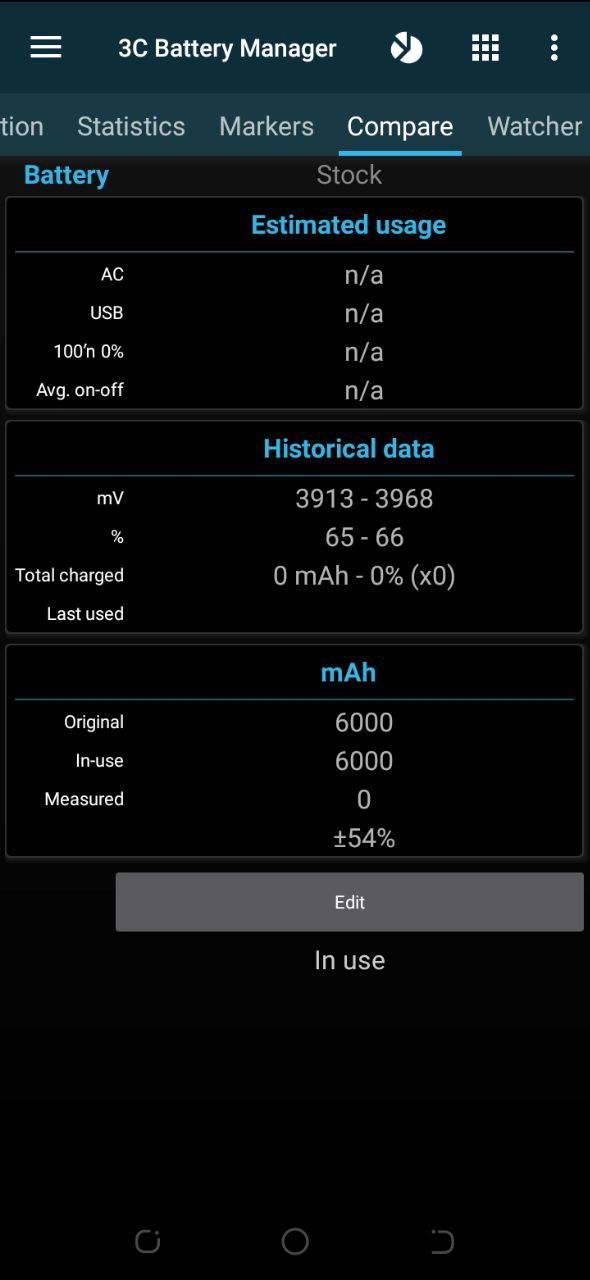 3C Battery Manager
tion Statistics Markers Compare Watcher
Battery Stock
Estimated usage
AC n/a
USB n/a
100'n 0% n/a
Avg. on-off n/a
Historical data
mV 3913 - 3968
% 65 - 66
Total charged 0 mAh - 0% (x0)
Last used
mAh
Original 6000
In-use 6000
Measured 0
±54%
Edit
In use